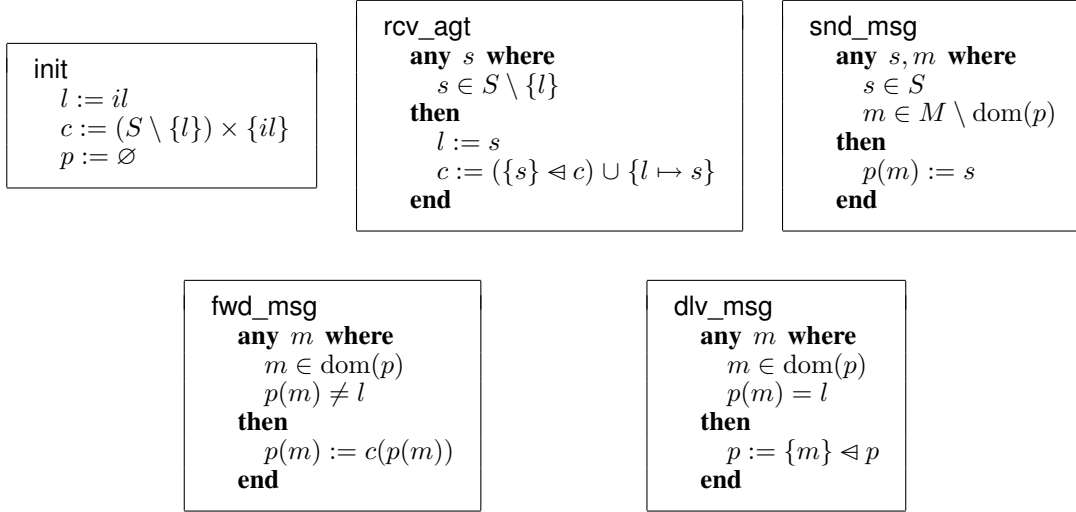 init
l := il
c := (S \ {l}) × {il}
p := ∅
rcv_agt
any s where
s ∈ S \ {l}
then
l := s
c := ({s} ⩤ c) ∪ {l ↦ s}
end
snd_msg
any s, m where
s ∈ S
m ∈ M \ dom(p)
then
p(m) := s
end
fwd_msg
any m where
m ∈ dom(p)
p(m) ≠ l
then
p(m) := c(p(m))
end
dlv_msg
any m where
m ∈ dom(p)
p(m) = l
then
p := {m} ⩤ p
end